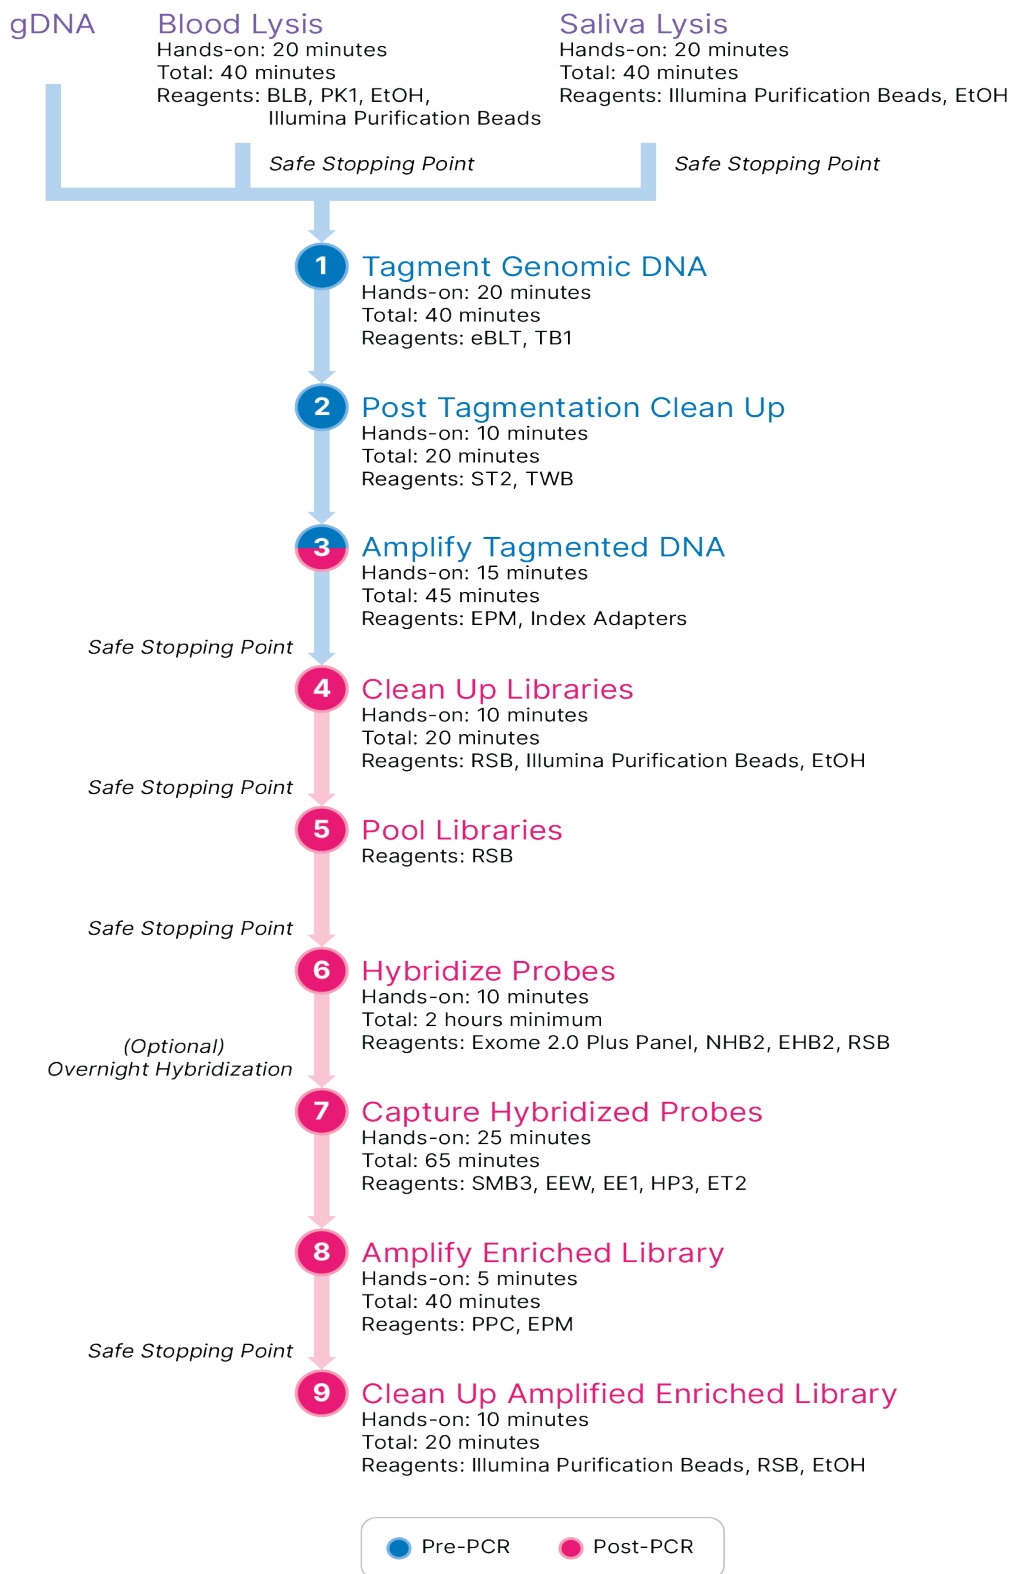 gDNA
Blood Lysis
Hands-on: 20 minutes
Total: 40 minutes
Reagents: BLB, PK1, EtOH,
Illumina Purification Beads
Safe Stopping Point
Saliva Lysis
Hands-on: 20 minutes
Total: 40 minutes
Reagents: Illumina Purification Beads, EtOH
Safe Stopping Point
1
Tagment Genomic DNA
Hands-on: 20 minutes
Total: 40 minutes
Reagents: eBLT, TB1
2
Post Tagmentation Clean Up
Hands-on: 10 minutes
Total: 20 minutes
Reagents: ST2, TWB
3
Amplify Tagmented DNA
Hands-on: 15 minutes
Total: 45 minutes
Reagents: EPM, Index Adapters
Safe Stopping Point
4
Clean Up Libraries
Hands-on: 10 minutes
Total: 20 minutes
Reagents: RSB, Illumina Purification Beads, EtOH
Safe Stopping Point
5
Pool Libraries
Reagents: RSB
Safe Stopping Point
6
Hybridize Probes
Hands-on: 10 minutes
Total: 2 hours minimum
Reagents: Exome 2.0 Plus Panel, NHB2, EHB2, RSB
(Optional)
Overnight Hybridization
7
Capture Hybridized Probes
Hands-on: 25 minutes
Total: 65 minutes
Reagents: SMB3, EEW, EE1, HP3, ET2
8
Amplify Enriched Library
Hands-on: 5 minutes
Total: 40 minutes
Reagents: PPC, EPM
Safe Stopping Point
9
Clean Up Amplified Enriched Library
Hands-on: 10 minutes
Total: 20 minutes
Reagents: Illumina Purification Beads, RSB, EtOH
Pre-PCR
Post-PCR